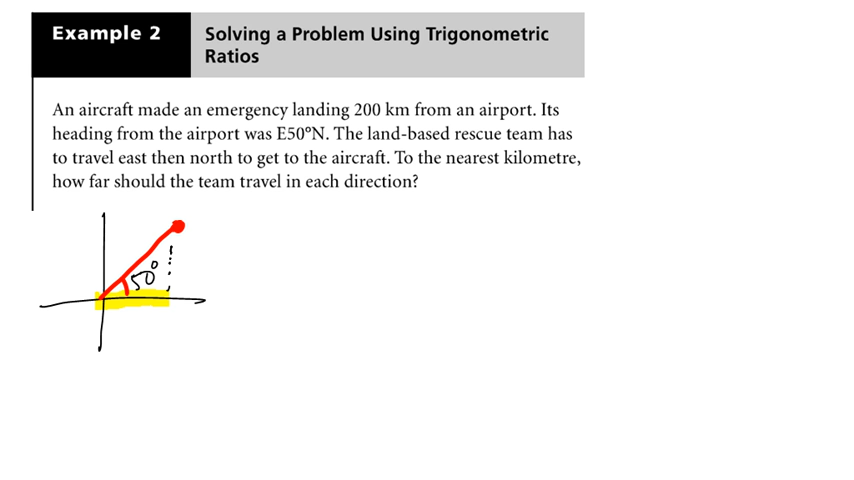 Example 2
Solving a Problem Using Trigonometric
Ratios
An aircraft made an emergency landing 200 km from an airport. Its
heading from the airport was E50°N. The land-based rescue team has
to travel east then north to get to the aircraft. To the nearest kilometre,
how far should the team travel in each direction?
50°